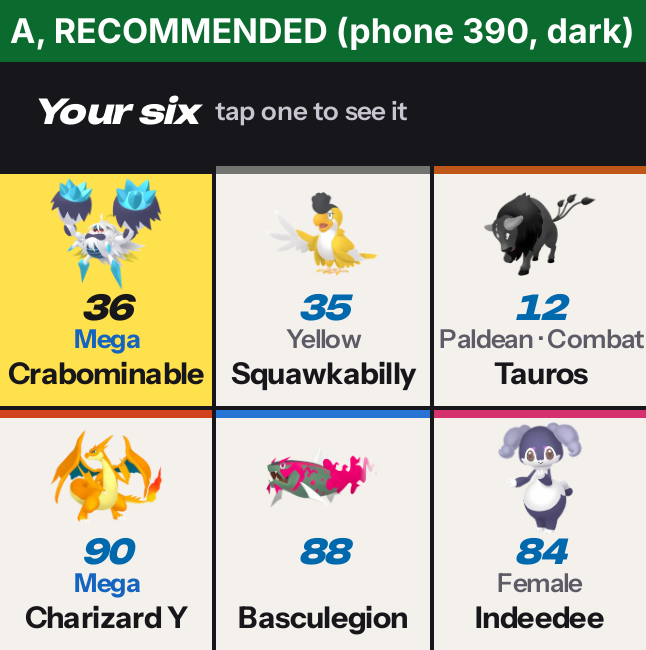 A, RECOMMENDED (phone 390, dark)
Your six tap one to see it
36
Mega
Crabominable
35
Yellow
Squawkabilly
12
Paldean · Combat
Tauros
90
Mega
Charizard Y
88
Basculegion
84
Female
Indeedee